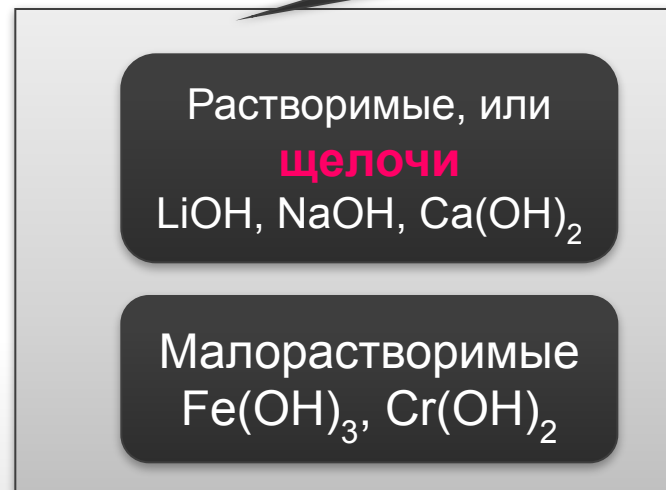 Растворимые, или
щелочи
LiOH, NaOH, Ca(OH)₂
Малорастворимые
Fe(OH)₃, Cr(OH)₂